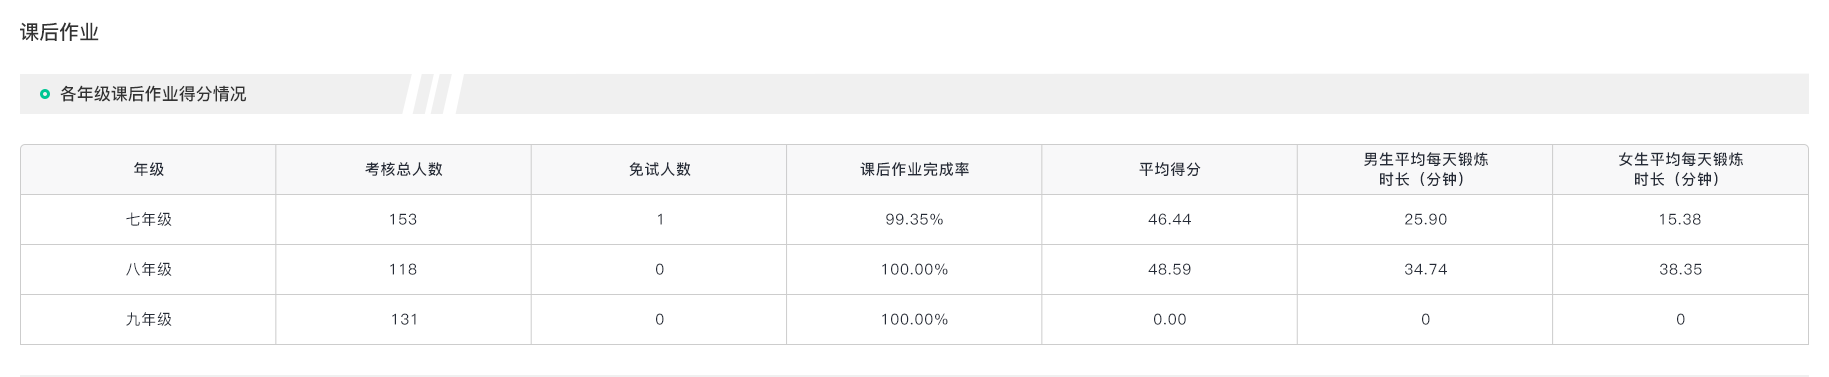 课后作业
各年级课后作业得分情况
年级 考核总人数 免试人数 课后作业完成率 平均得分 男生平均每天锻炼 女生平均每天锻炼
时长（分钟） 时长（分钟）
七年级 153 1 99.35% 46.44 25.90 15.38
八年级 118 0 100.00% 48.59 34.74 38.35
九年级 131 0 100.00% 0.00 0 0